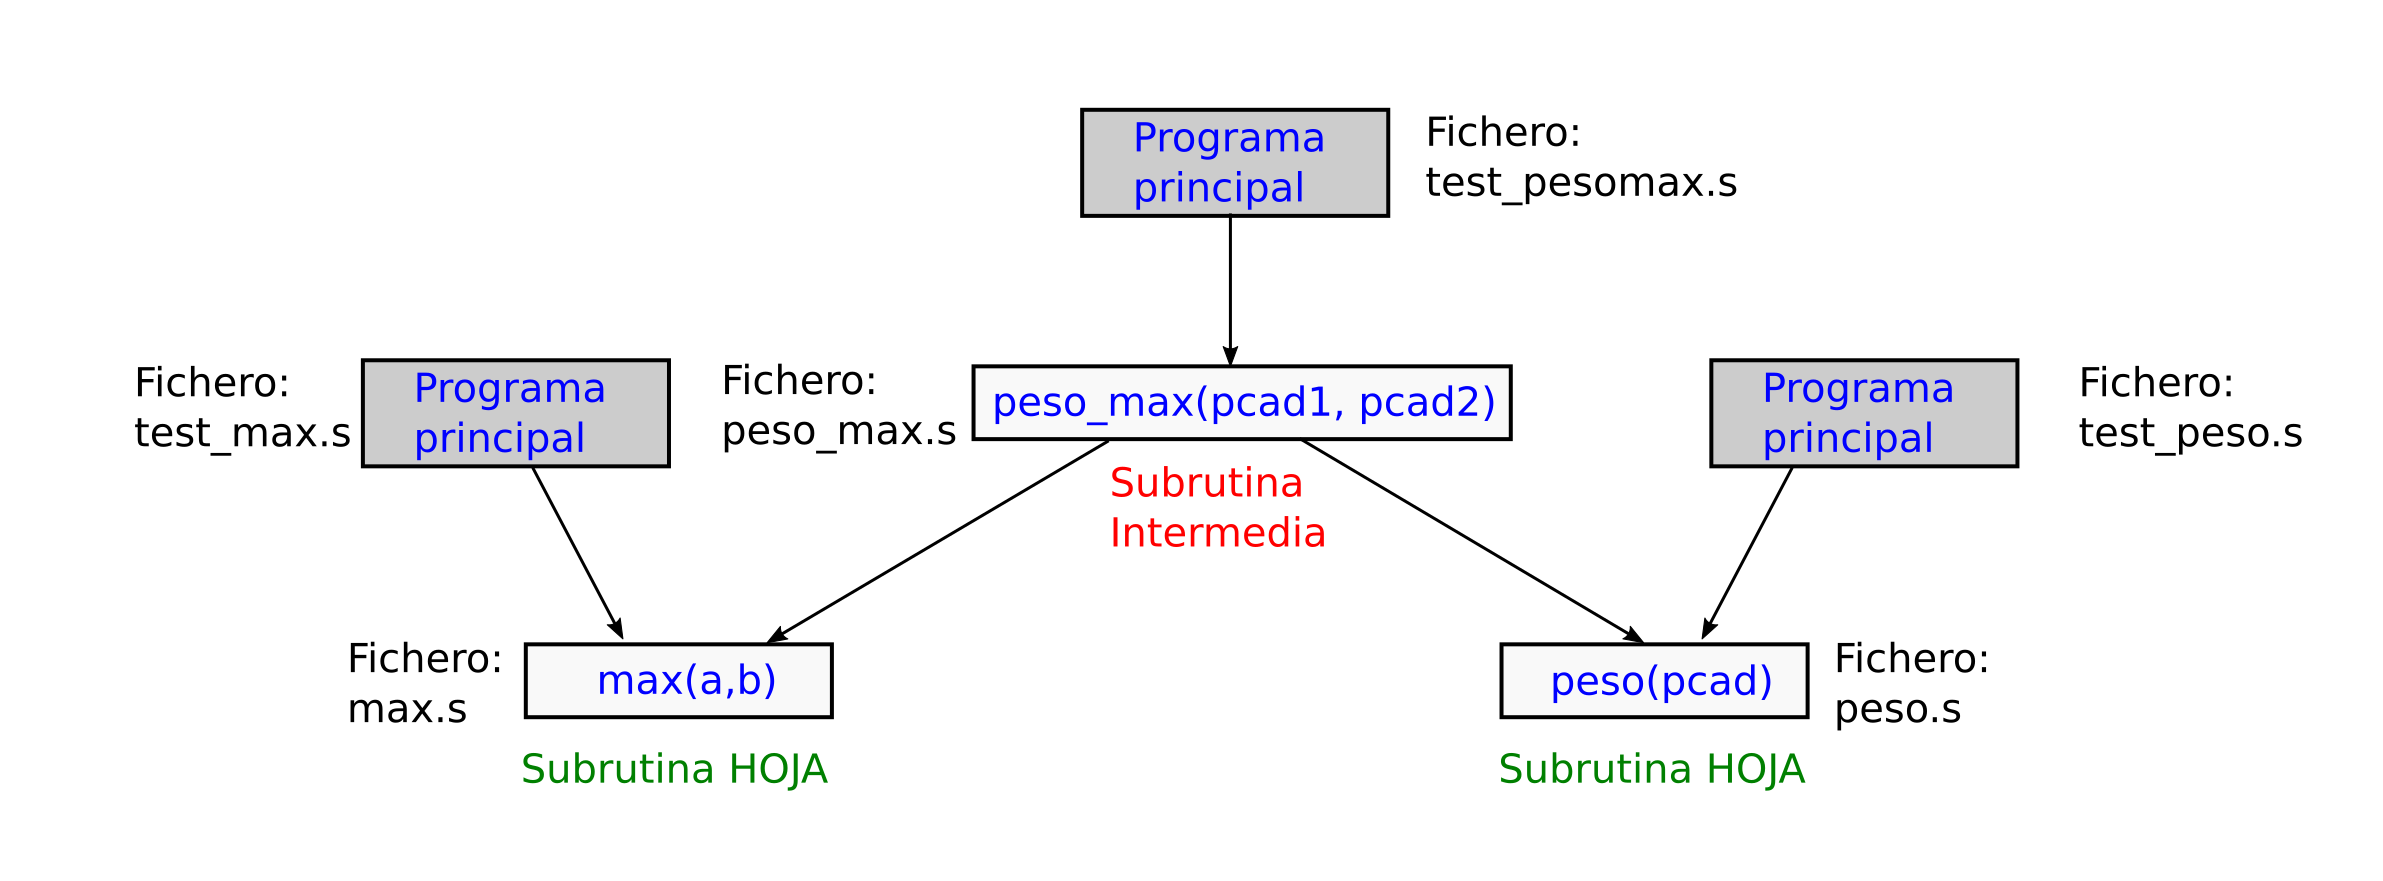 Programa
principal
Fichero:
test_pesomax.s
Fichero:
test_max.s
Programa
principal
Fichero:
peso_max.s
peso_max(pcad1, pcad2)
Programa
principal
Fichero:
test_peso.s
Subrutina
Intermedia
Fichero:
max.s
max(a,b)
peso(pcad)
Fichero:
peso.s
Subrutina HOJA
Subrutina HOJA